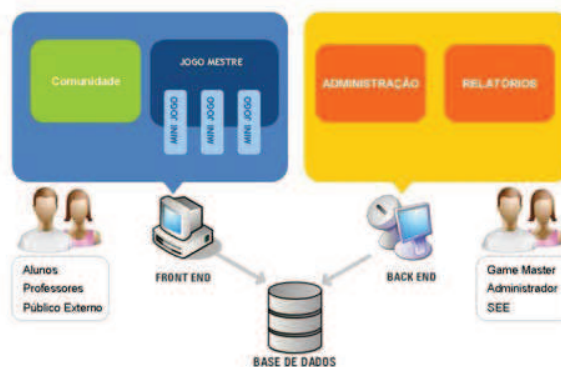 Comunidade
JOGO MESTRE
MINI JOGO
MINI JOGO
MINI JOGO
ADMINISTRAÇÃO
RELATÓRIOS
Alunos
Professores
Público Externo
FRONT END
BACK END
Game Master
Administrador
SEE
BASE DE DADOS